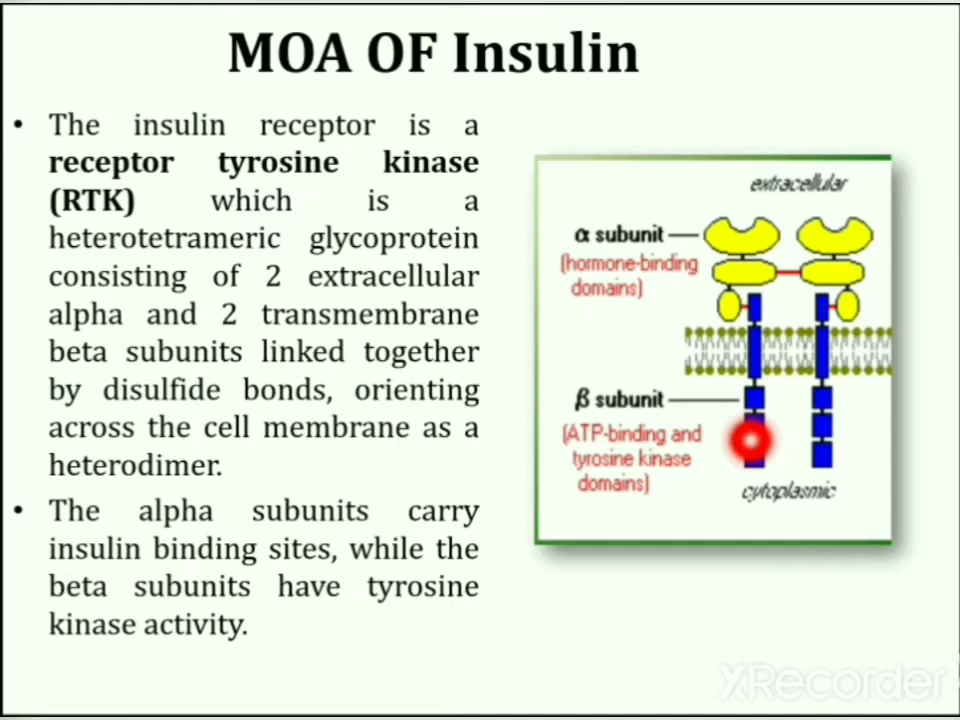 MOA OF Insulin
• The insulin receptor is a
receptor tyrosine kinase
(RTK) which is a
heterotetrameric glycoprotein
consisting of 2 extracellular
alpha and 2 transmembrane
beta subunits linked together
by disulfide bonds, orienting
across the cell membrane as a
heterodimer.
• The alpha subunits carry
insulin binding sites, while the
beta subunits have tyrosine
kinase activity.
extracellular
α subunit
(hormone-binding
domains)
β subunit
(ATP-binding and
tyrosine kinase
domains)
cytoplasmic
XRecorder